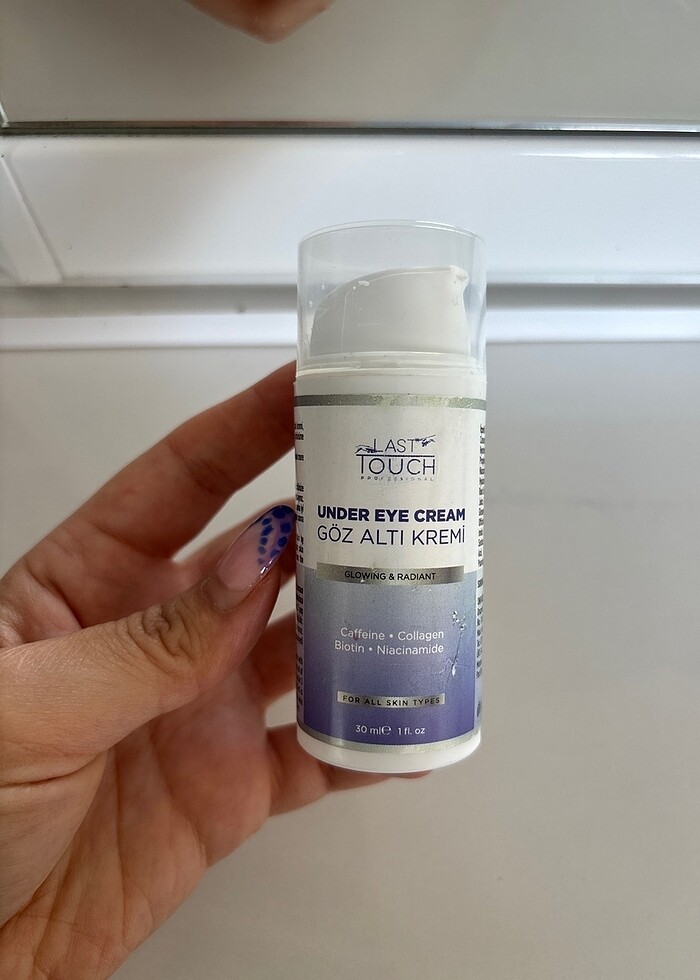 LAST
TOUCH
PROFESSIONAL
UNDER EYE CREAM
GÖZ ALTI KREMİ
GLOWING & RADIANT
Caffeine • Collagen
Biotin • Niacinamide
FOR ALL SKIN TYPES
30 ml℮ 1 fl. oz